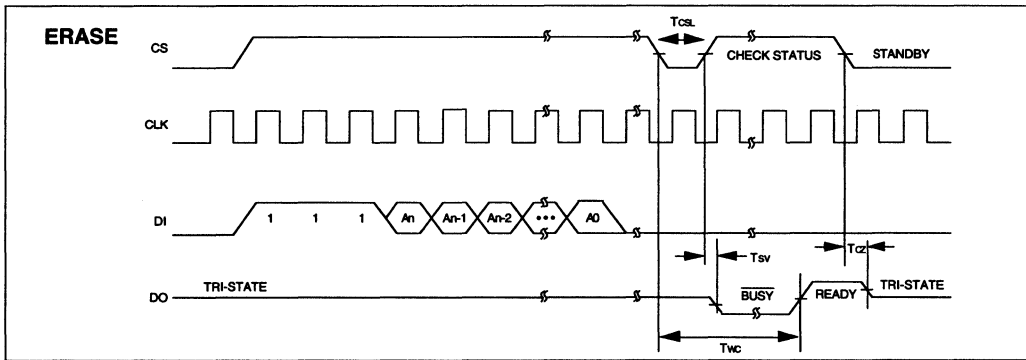 ERASE
TCSL
CS
CHECK STATUS
STANDBY
CLK
DI
1 1 1 An An-1 An-2 ••• A0
TSV
TCZ
DO
TRI-STATE
BUSY
READY
TRI-STATE
TWC